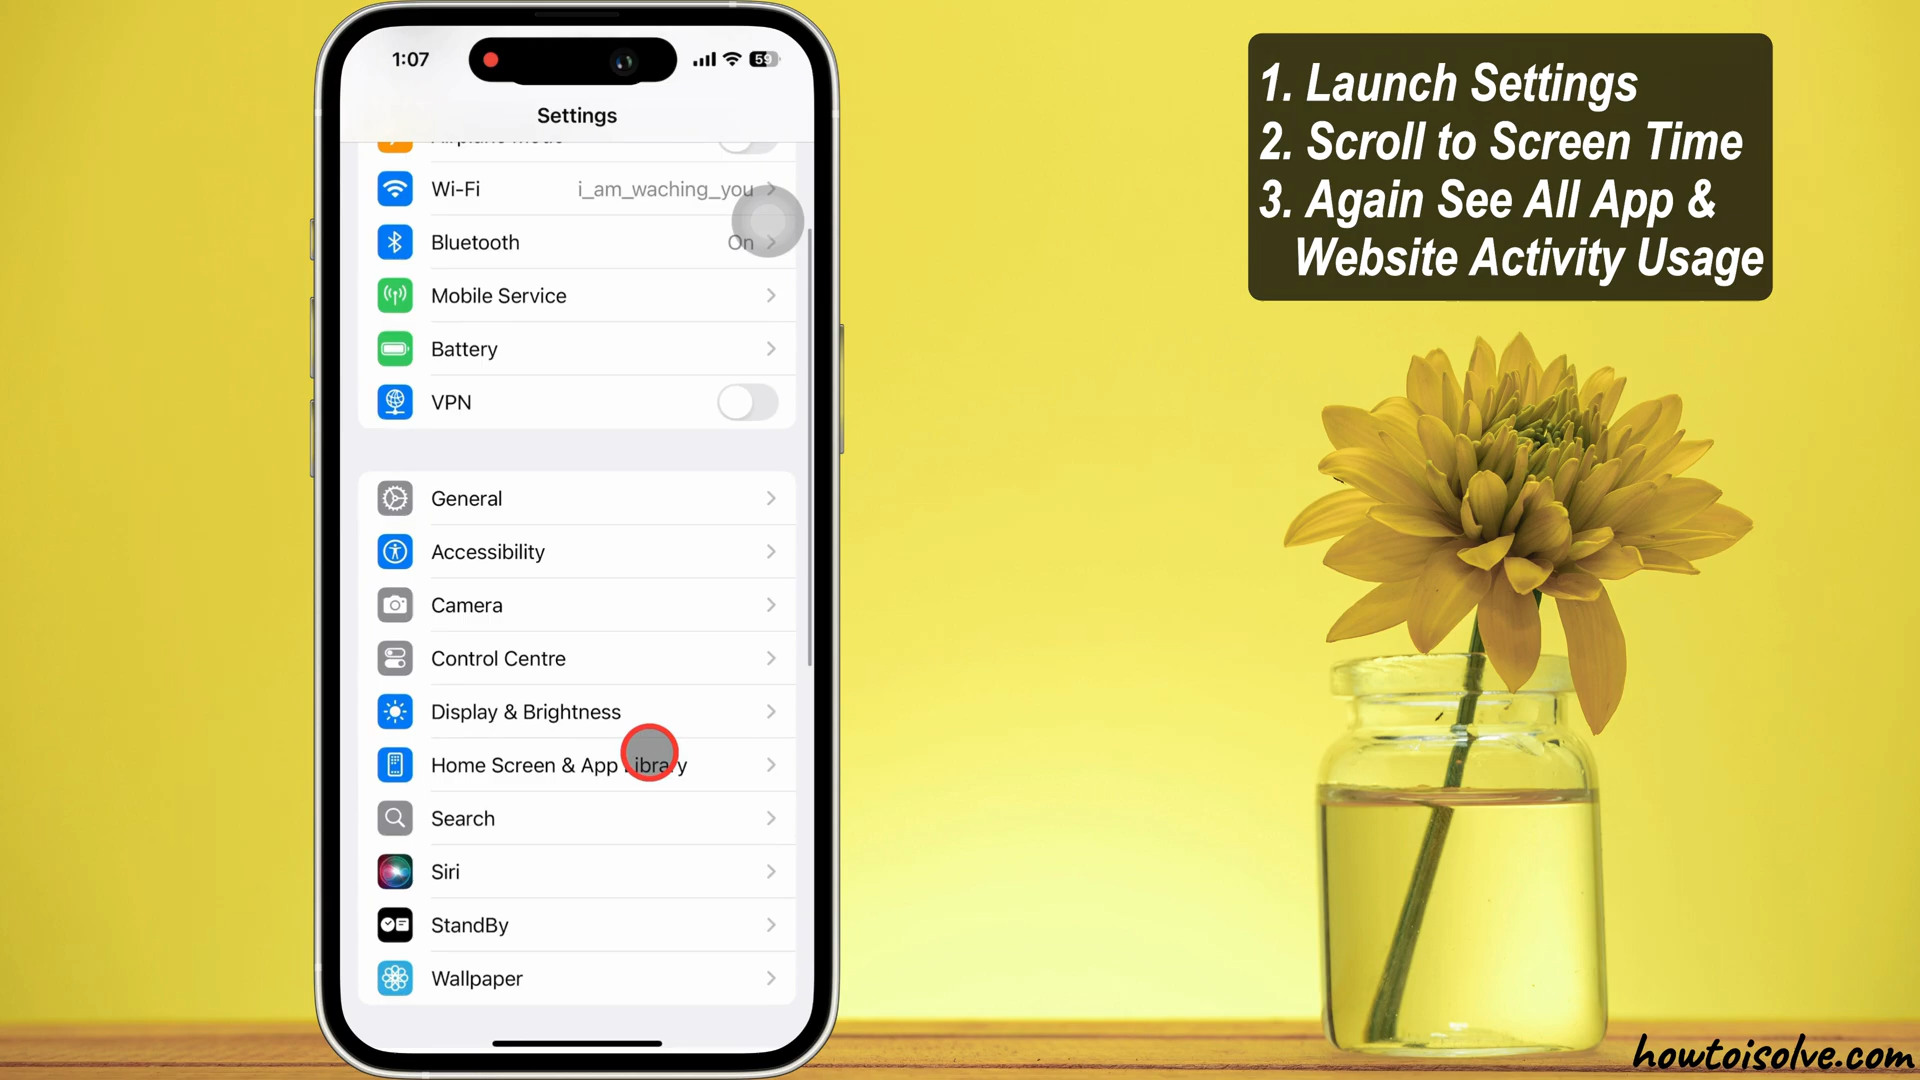 1:07
59
Settings
Wi-Fi i_am_waching_you
Bluetooth On
Mobile Service
Battery
VPN
General
Accessibility
Camera
Control Centre
Display & Brightness
Home Screen & App Library
Search
Siri
StandBy
Wallpaper
1. Launch Settings
2. Scroll to Screen Time
3. Again See All App &
Website Activity Usage
howtoisolve.com